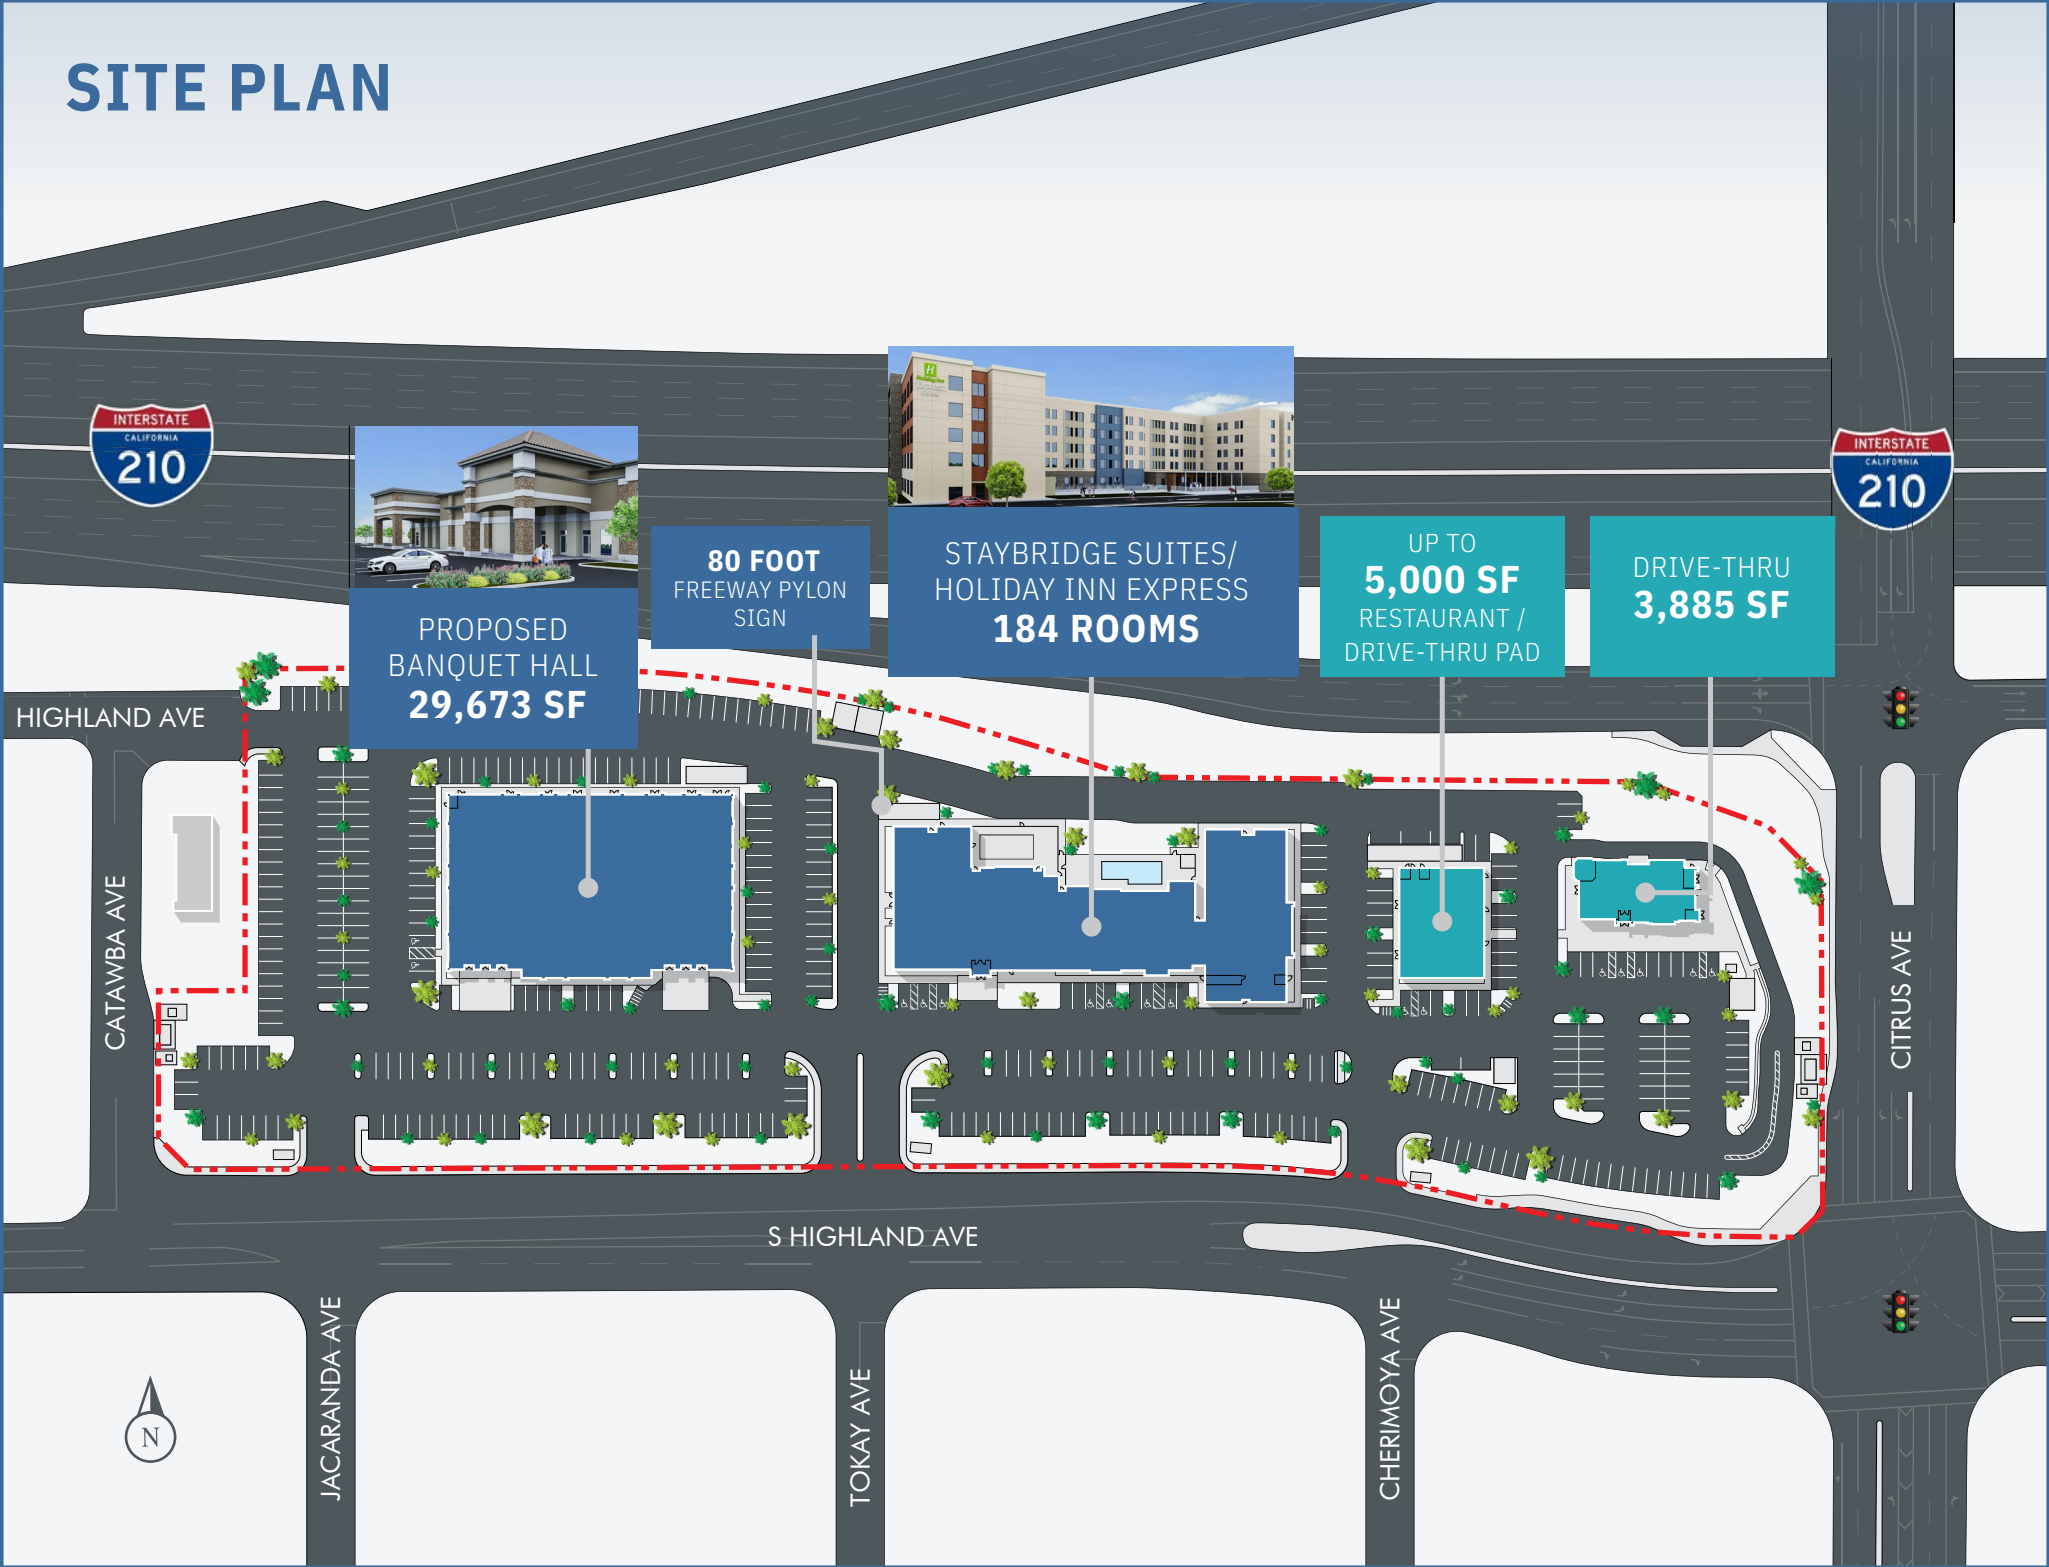 SITE PLAN
INTERSTATE
CALIFORNIA
210
INTERSTATE
CALIFORNIA
210
H
Holiday Inn
PROPOSED
BANQUET HALL
29,673 SF
80 FOOT
FREEWAY PYLON
SIGN
STAYBRIDGE SUITES/
HOLIDAY INN EXPRESS
184 ROOMS
UP TO
5,000 SF
RESTAURANT /
DRIVE-THRU PAD
DRIVE-THRU
3,885 SF
HIGHLAND AVE
CATAWBA AVE
CITRUS AVE
S HIGHLAND AVE
JACARANDA AVE
TOKAY AVE
CHERIMOYA AVE
N